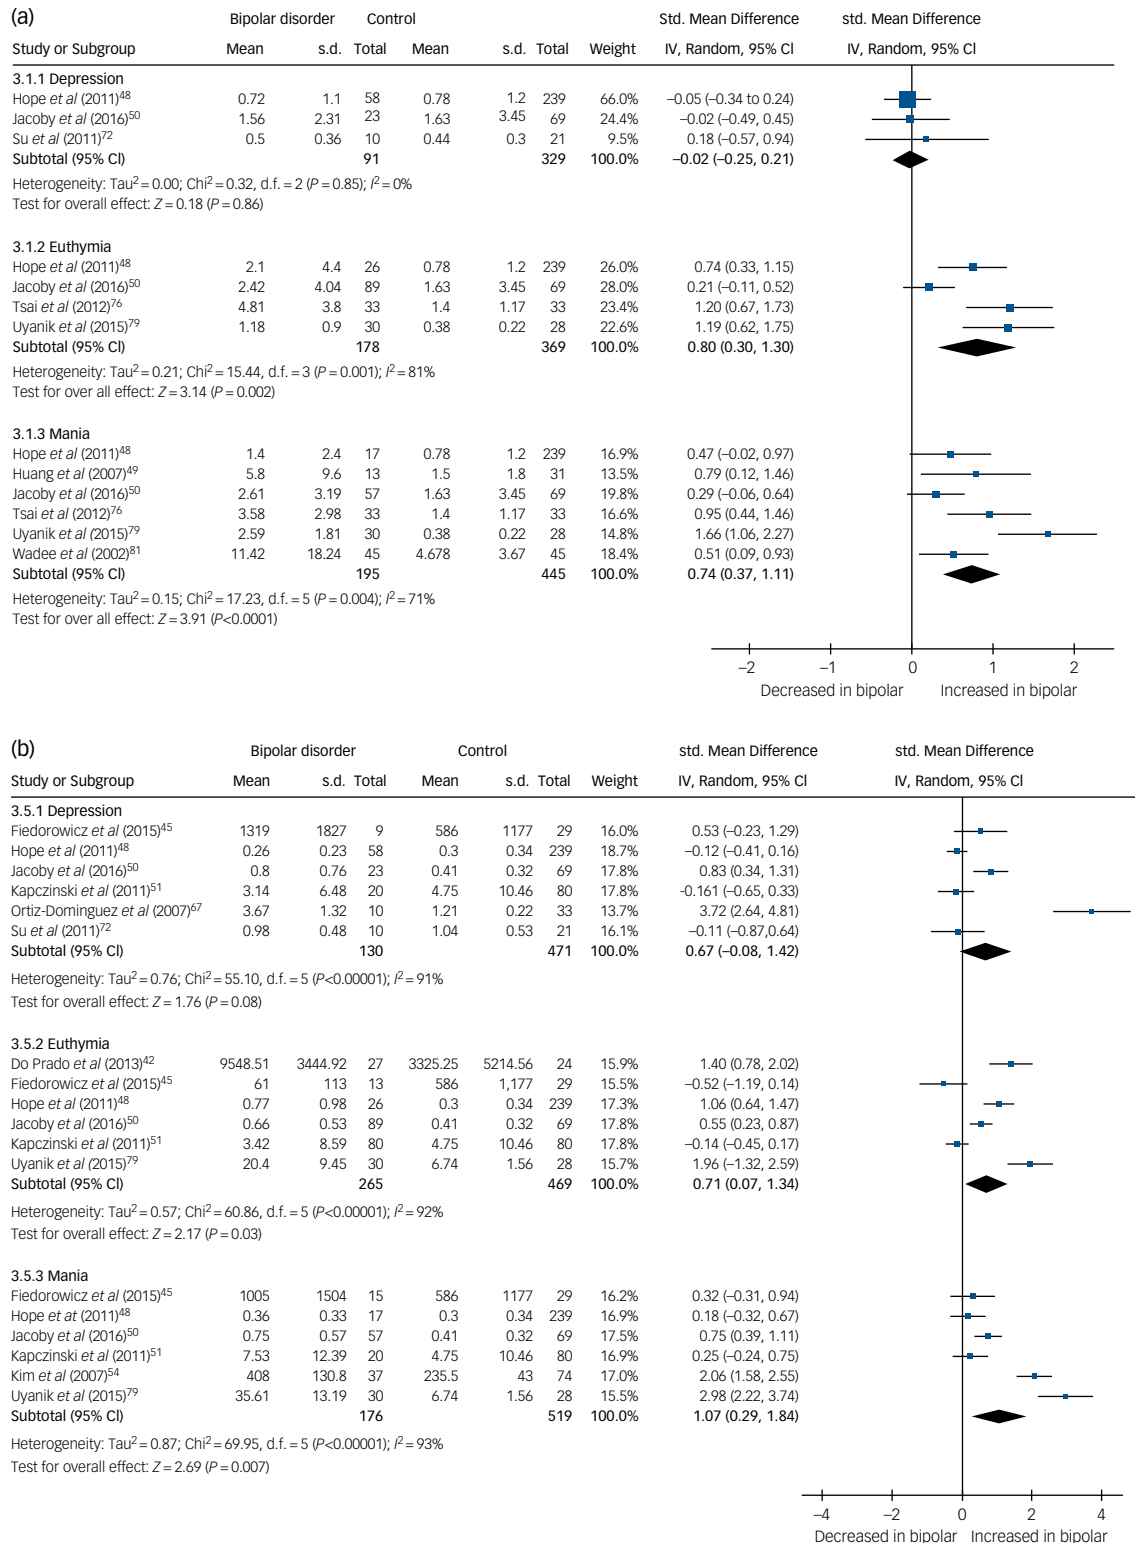 (a)
Bipolar disorder Control Std. Mean Difference std. Mean Difference
Study or Subgroup Mean s.d. Total Mean s.d. Total Weight IV, Random, 95% CI IV, Random, 95% CI
3.1.1 Depression
Hope et al (2011)48 0.72 1.1 58 0.78 1.2 239 66.0% −0.05 (−0.34 to 0.24)
Jacoby et al (2016)50 1.56 2.31 23 1.63 3.45 69 24.4% −0.02 (−0.49, 0.45)
Su et al (2011)72 0.5 0.36 10 0.44 0.3 21 9.5% 0.18 (−0.57, 0.94)
Subtotal (95% CI) 91 329 100.0% −0.02 (−0.25, 0.21)
Heterogeneity: Tau2 = 0.00; Chi2 = 0.32, d.f. = 2 (P = 0.85); I2 = 0%
Test for overall effect: Z = 0.18 (P = 0.86)
3.1.2 Euthymia
Hope et al (2011)48 2.1 4.4 26 0.78 1.2 239 26.0% 0.74 (0.33, 1.15)
Jacoby et al (2016)50 2.42 4.04 89 1.63 3.45 69 28.0% 0.21 (−0.11, 0.52)
Tsai et al (2012)76 4.81 3.8 33 1.4 1.17 33 23.4% 1.20 (0.67, 1.73)
Uyanik et al (2015)79 1.18 0.9 30 0.38 0.22 28 22.6% 1.19 (0.62, 1.75)
Subtotal (95% CI) 178 369 100.0% 0.80 (0.30, 1.30)
Heterogeneity: Tau2 = 0.21; Chi2 = 15.44, d.f. = 3 (P = 0.001); I2 = 81%
Test for over all effect: Z = 3.14 (P = 0.002)
3.1.3 Mania
Hope et al (2011)48 1.4 2.4 17 0.78 1.2 239 16.9% 0.47 (−0.02, 0.97)
Huang et al (2007)49 5.8 9.6 13 1.5 1.8 31 13.5% 0.79 (0.12, 1.46)
Jacoby et al (2016)50 2.61 3.19 57 1.63 3.45 69 19.8% 0.29 (−0.06, 0.64)
Tsai et al (2012)76 3.58 2.98 33 1.4 1.17 33 16.6% 0.95 (0.44, 1.46)
Uyanik et al (2015)79 2.59 1.81 30 0.38 0.22 28 14.8% 1.66 (1.06, 2.27)
Wadee et al (2002)81 11.42 18.24 45 4.678 3.67 45 18.4% 0.51 (0.09, 0.93)
Subtotal (95% CI) 195 445 100.0% 0.74 (0.37, 1.11)
Heterogeneity: Tau2 = 0.15; Chi2 = 17.23, d.f. = 5 (P = 0.004); I2 = 71%
Test for over all effect: Z = 3.91 (P<0.0001)
−2 −1 0 1 2
Decreased in bipolar Increased in bipolar
(b)
Bipolar disorder Control std. Mean Difference std. Mean Difference
Study or Subgroup Mean s.d. Total Mean s.d. Total Weight IV, Random, 95% CI IV, Random, 95% CI
3.5.1 Depression
Fiedorowicz et al (2015)45 1319 1827 9 586 1177 29 16.0% 0.53 (−0.23, 1.29)
Hope et al (2011)48 0.26 0.23 58 0.3 0.34 239 18.7% −0.12 (−0.41, 0.16)
Jacoby et al (2016)50 0.8 0.76 23 0.41 0.32 69 17.8% 0.83 (0.34, 1.31)
Kapczinski et al (2011)51 3.14 6.48 20 4.75 10.46 80 17.8% -0.161 (−0.65, 0.33)
Ortiz-Dominguez et al (2007)67 3.67 1.32 10 1.21 0.22 33 13.7% 3.72 (2.64, 4.81)
Su et al (2011)72 0.98 0.48 10 1.04 0.53 21 16.1% −0.11 (−0.87,0.64)
Subtotal (95% CI) 130 471 100.0% 0.67 (−0.08, 1.42)
Heterogeneity: Tau2 = 0.76; Chi2 = 55.10, d.f. = 5 (P<0.00001); I2 = 91%
Test for overall effect: Z = 1.76 (P = 0.08)
3.5.2 Euthymia
Do Prado et al (2013)42 9548.51 3444.92 27 3325.25 5214.56 24 15.9% 1.40 (0.78, 2.02)
Fiedorowicz et al (2015)45 61 113 13 586 1,177 29 15.5% −0.52 (−1.19, 0.14)
Hope et al (2011)48 0.77 0.98 26 0.3 0.34 239 17.3% 1.06 (0.64, 1.47)
Jacoby et al (2016)50 0.66 0.53 89 0.41 0.32 69 17.8% 0.55 (0.23, 0.87)
Kapczinski et al (2011)51 3.42 8.59 80 4.75 10.46 80 17.8% −0.14 (−0.45, 0.17)
Uyanik et al (2015)79 20.4 9.45 30 6.74 1.56 28 15.7% 1.96 (−1.32, 2.59)
Subtotal (95% CI) 265 469 100.0% 0.71 (0.07, 1.34)
Heterogeneity: Tau2 = 0.57; Chi2 = 60.86, d.f. = 5 (P<0.00001); I2 = 92%
Test for overall effect: Z = 2.17 (P = 0.03)
3.5.3 Mania
Fiedorowicz et al (2015)45 1005 1504 15 586 1177 29 16.2% 0.32 (−0.31, 0.94)
Hope et at (2011)48 0.36 0.33 17 0.3 0.34 239 16.9% 0.18 (−0.32, 0.67)
Jacoby et al (2016)50 0.75 0.57 57 0.41 0.32 69 17.5% 0.75 (0.39, 1.11)
Kapczinski et al (2011)51 7.53 12.39 20 4.75 10.46 80 16.9% 0.25 (−0.24, 0.75)
Kim et al (2007)54 408 130.8 37 235.5 43 74 17.0% 2.06 (1.58, 2.55)
Uyanik et al (2015)79 35.61 13.19 30 6.74 1.56 28 15.5% 2.98 (2.22, 3.74)
Subtotal (95% CI) 176 519 100.0% 1.07 (0.29, 1.84)
Heterogeneity: Tau2 = 0.87; Chi2 = 69.95, d.f. = 5 (P<0.00001); I2 = 93%
Test for overall effect: Z = 2.69 (P = 0.007)
−4 −2 0 2 4
Decreased in bipolar Increased in bipolar